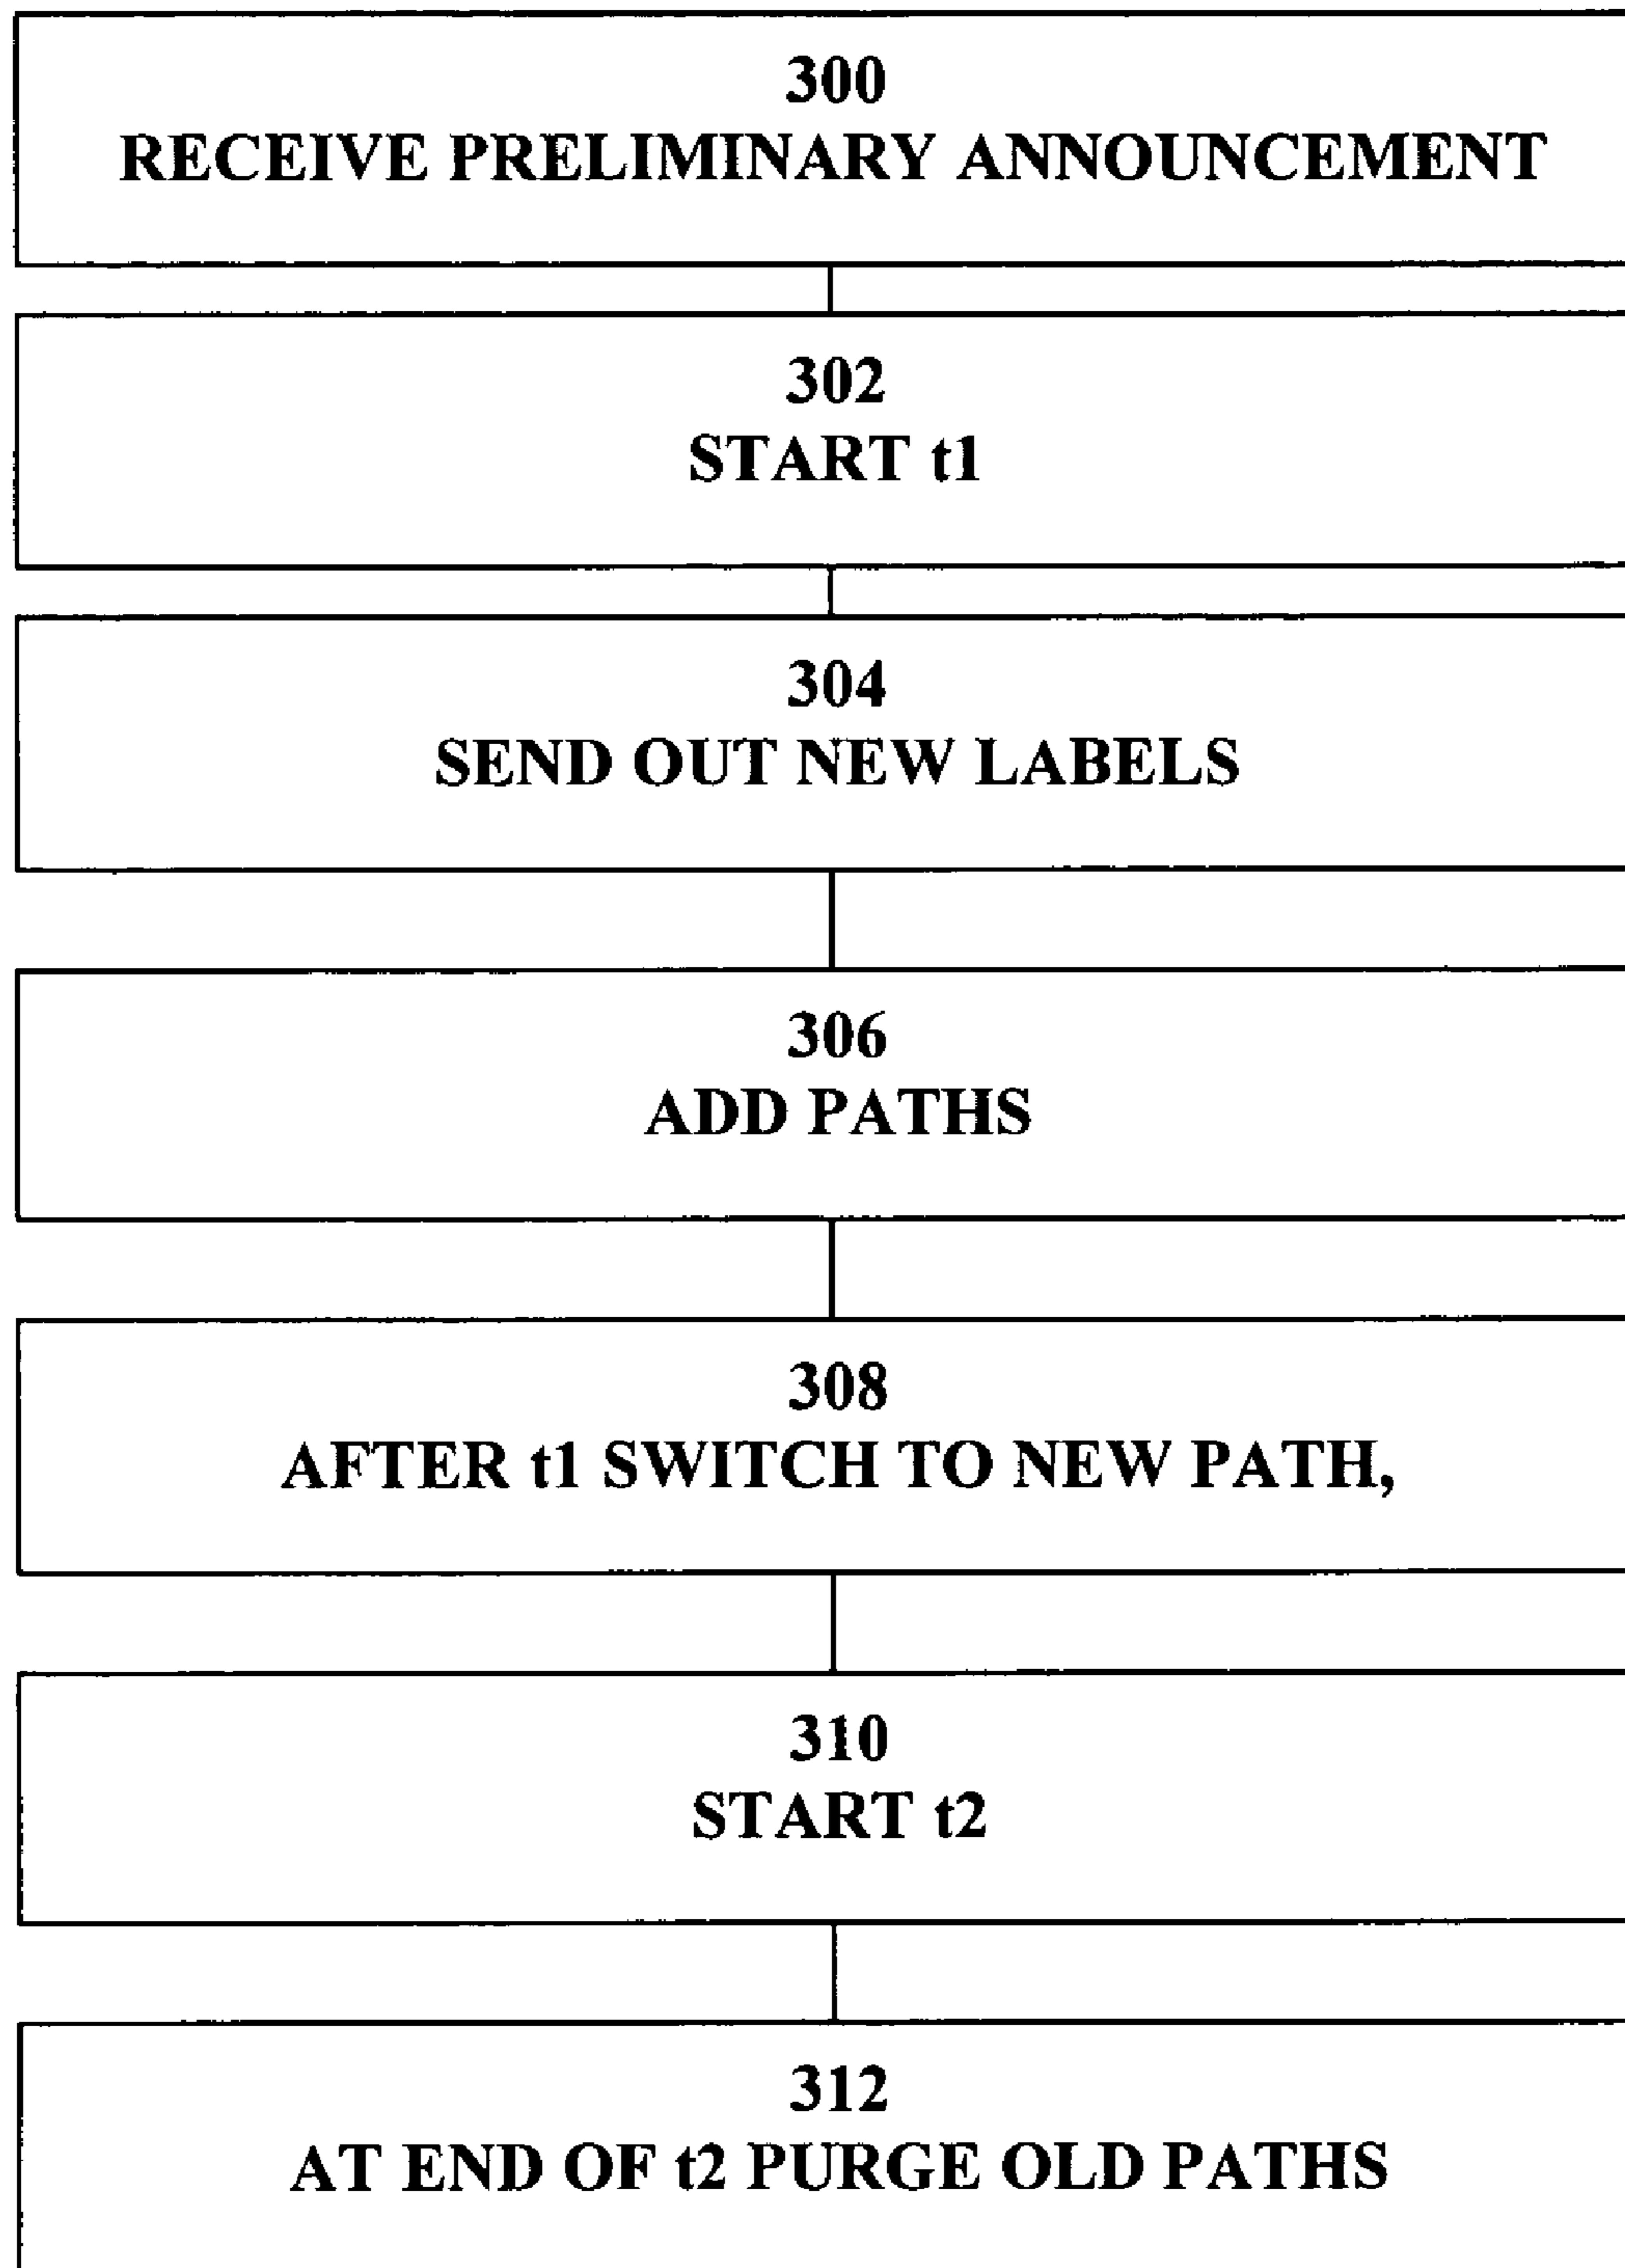 300
RECEIVE PRELIMINARY ANNOUNCEMENT
302
START t1
304
SEND OUT NEW LABELS
306
ADD PATHS
308
AFTER t1 SWITCH TO NEW PATH,
310
START t2
312
AT END OF t2 PURGE OLD PATHS